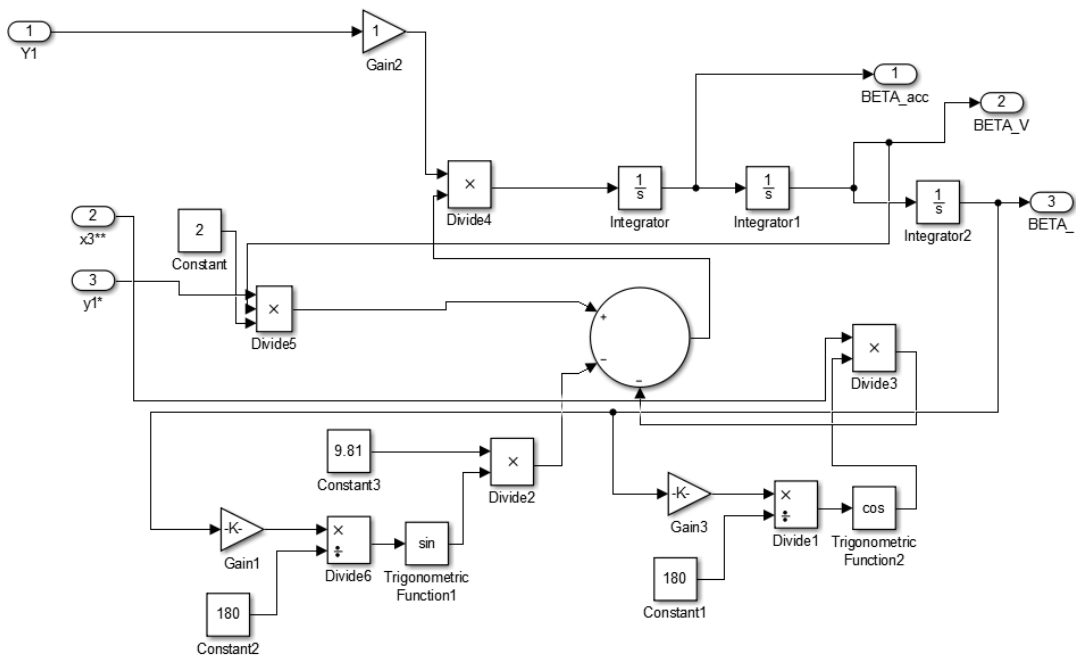 1
Y1
1
Gain2
1
BETA_acc
2
BETA_V
×
Divide4
1
s
Integrator
1
s
Integrator1
1
s
Integrator2
3
BETA_
2
x3**
2
Constant
3
y1*
×
Divide5
+
−
−
×
Divide3
9.81
Constant3
×
Divide2
-K-
Gain1
×
÷
Divide6
sin
Trigonometric
Function1
180
Constant2
-K-
Gain3
×
÷
Divide1
cos
Trigonometric
Function2
180
Constant1